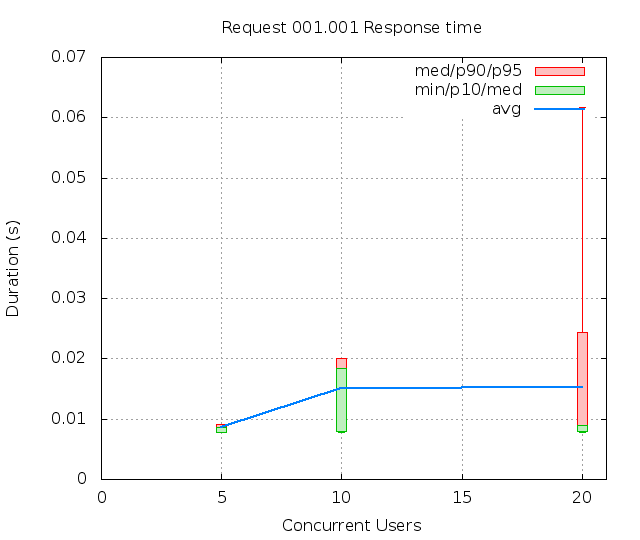 Request 001.001 Response time
0.07
0.06
0.05
0.04
0.03
0.02
0.01
0
Duration (s)
med/p90/p95
min/p10/med
avg
0 5 10 15 20
Concurrent Users